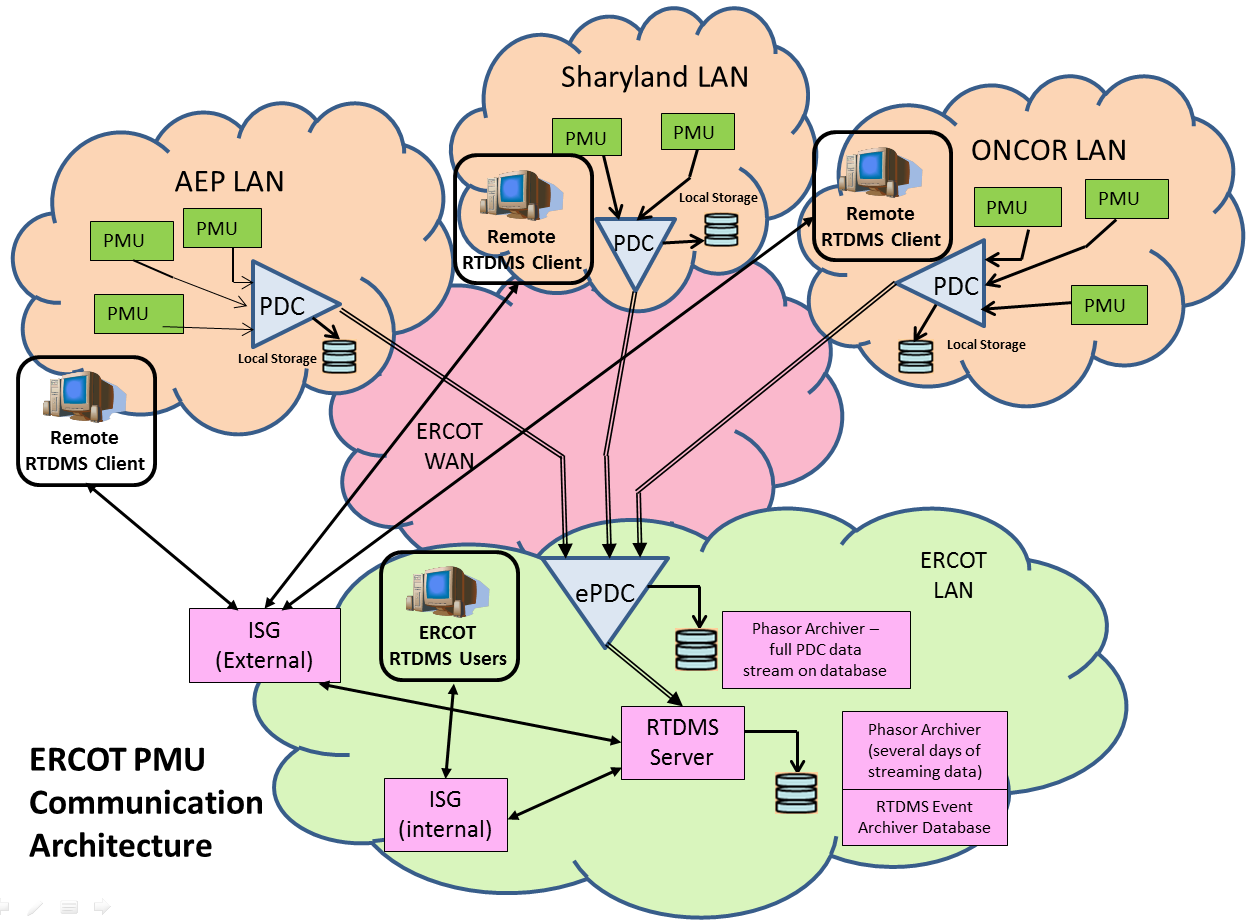 Sharyland LAN
PMU
PMU
Remote
RTDMS Client
PDC
Local Storage
AEP LAN
PMU
PMU
PMU
PDC
Local Storage
Remote
RTDMS Client
ONCOR LAN
Remote
RTDMS Client
PMU
PMU
PMU
PDC
Local Storage
ERCOT
WAN
ERCOT
LAN
ePDC
ERCOT
RTDMS Users
ISG
(External)
Phasor Archiver –
full PDC data
stream on database
RTDMS
Server
Phasor Archiver
(several days of
streaming data)
RTDMS Event
Archiver Database
ISG
(internal)
ERCOT PMU
Communication
Architecture